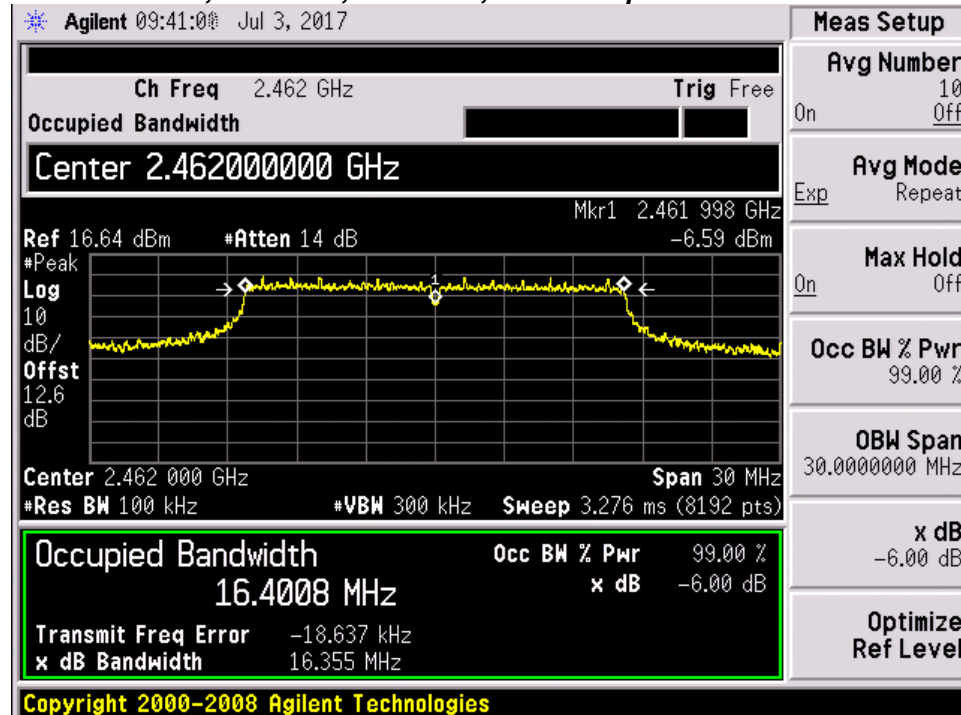 Agilent 09:41:0 Jul 3, 2017
Meas Setup
Ch Freq 2.462 GHz Trig Free
Occupied Bandwidth
Center 2.462000000 GHz
Mkr1 2.461 998 GHz
Ref 16.64 dBm #Atten 14 dB -6.59 dBm
#Peak
Log
10
dB/
Offst
12.6
dB
1
Center 2.462 000 GHz Span 30 MHz
#Res BW 100 kHz #VBW 300 kHz Sweep 3.276 ms (8192 pts)
Occupied Bandwidth Occ BW % Pwr 99.00 %
16.4008 MHz x dB -6.00 dB
Transmit Freq Error -18.637 kHz
x dB Bandwidth 16.355 MHz
Avg Number
10
On Off
Avg Mode
Exp Repeat
Max Hold
On Off
Occ BW % Pwr
99.00 %
OBW Span
30.0000000 MHz
x dB
-6.00 dB
Optimize
Ref Level
Copyright 2000-2008 Agilent Technologies